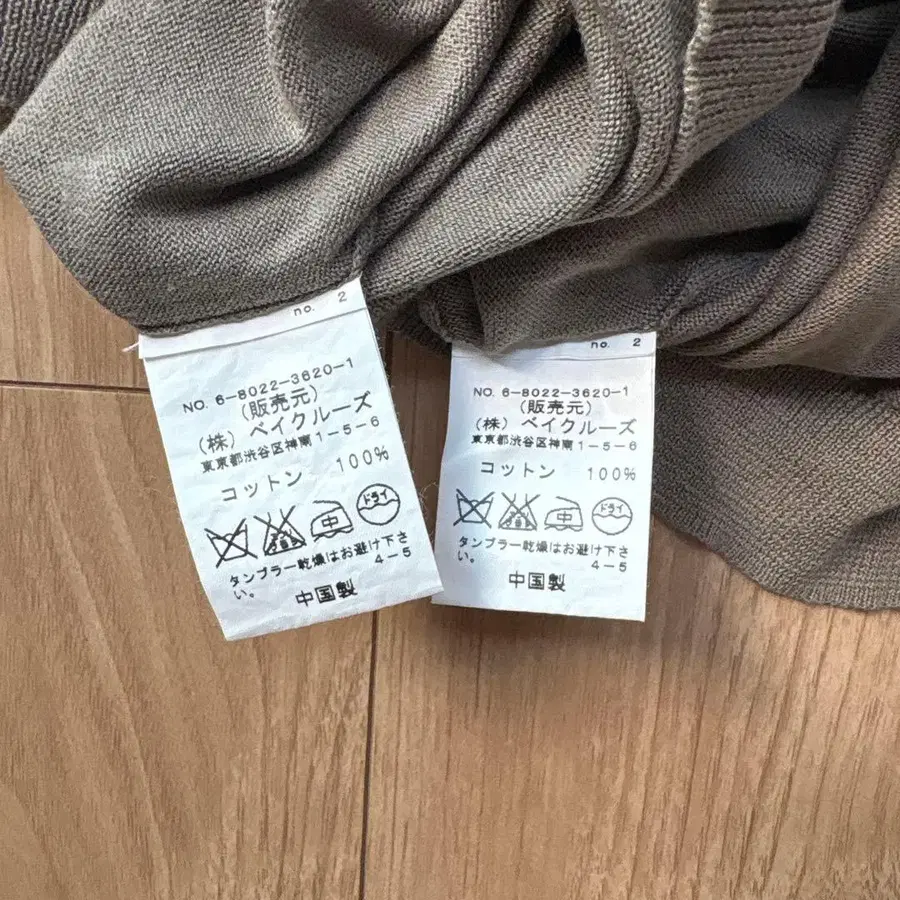 no. 2
NO. 6-8022-3620-1
(販売元)
(株) ベイクルーズ
東京都渋谷区神南1-5-6
コットン 100%
中 ドライ
タンブラー乾燥はお避け下さ
い。 4-5
中国製
no. 2
NO. 6-8022-3620-1
(販売元)
(株) ベイクルーズ
東京都渋谷区神南1-5-6
コットン 100%
中 ドライ
タンブラー乾燥はお避け下さ
い。 4-5
中国製